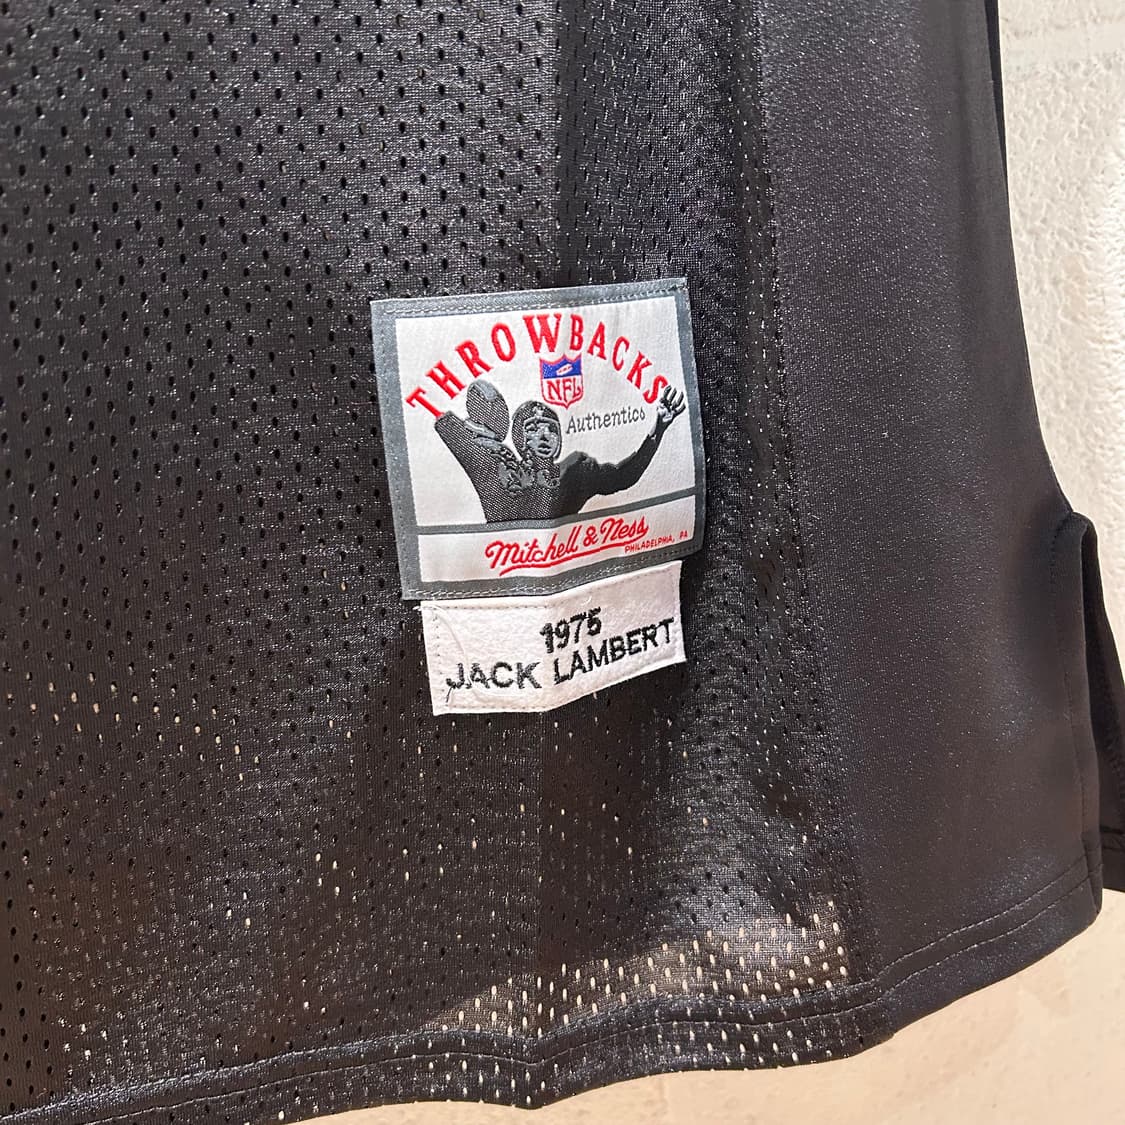 THROWBACKS
NFL
Authentics
Mitchell & Ness
PHILADELPHIA, PA
1975
JACK LAMBERT